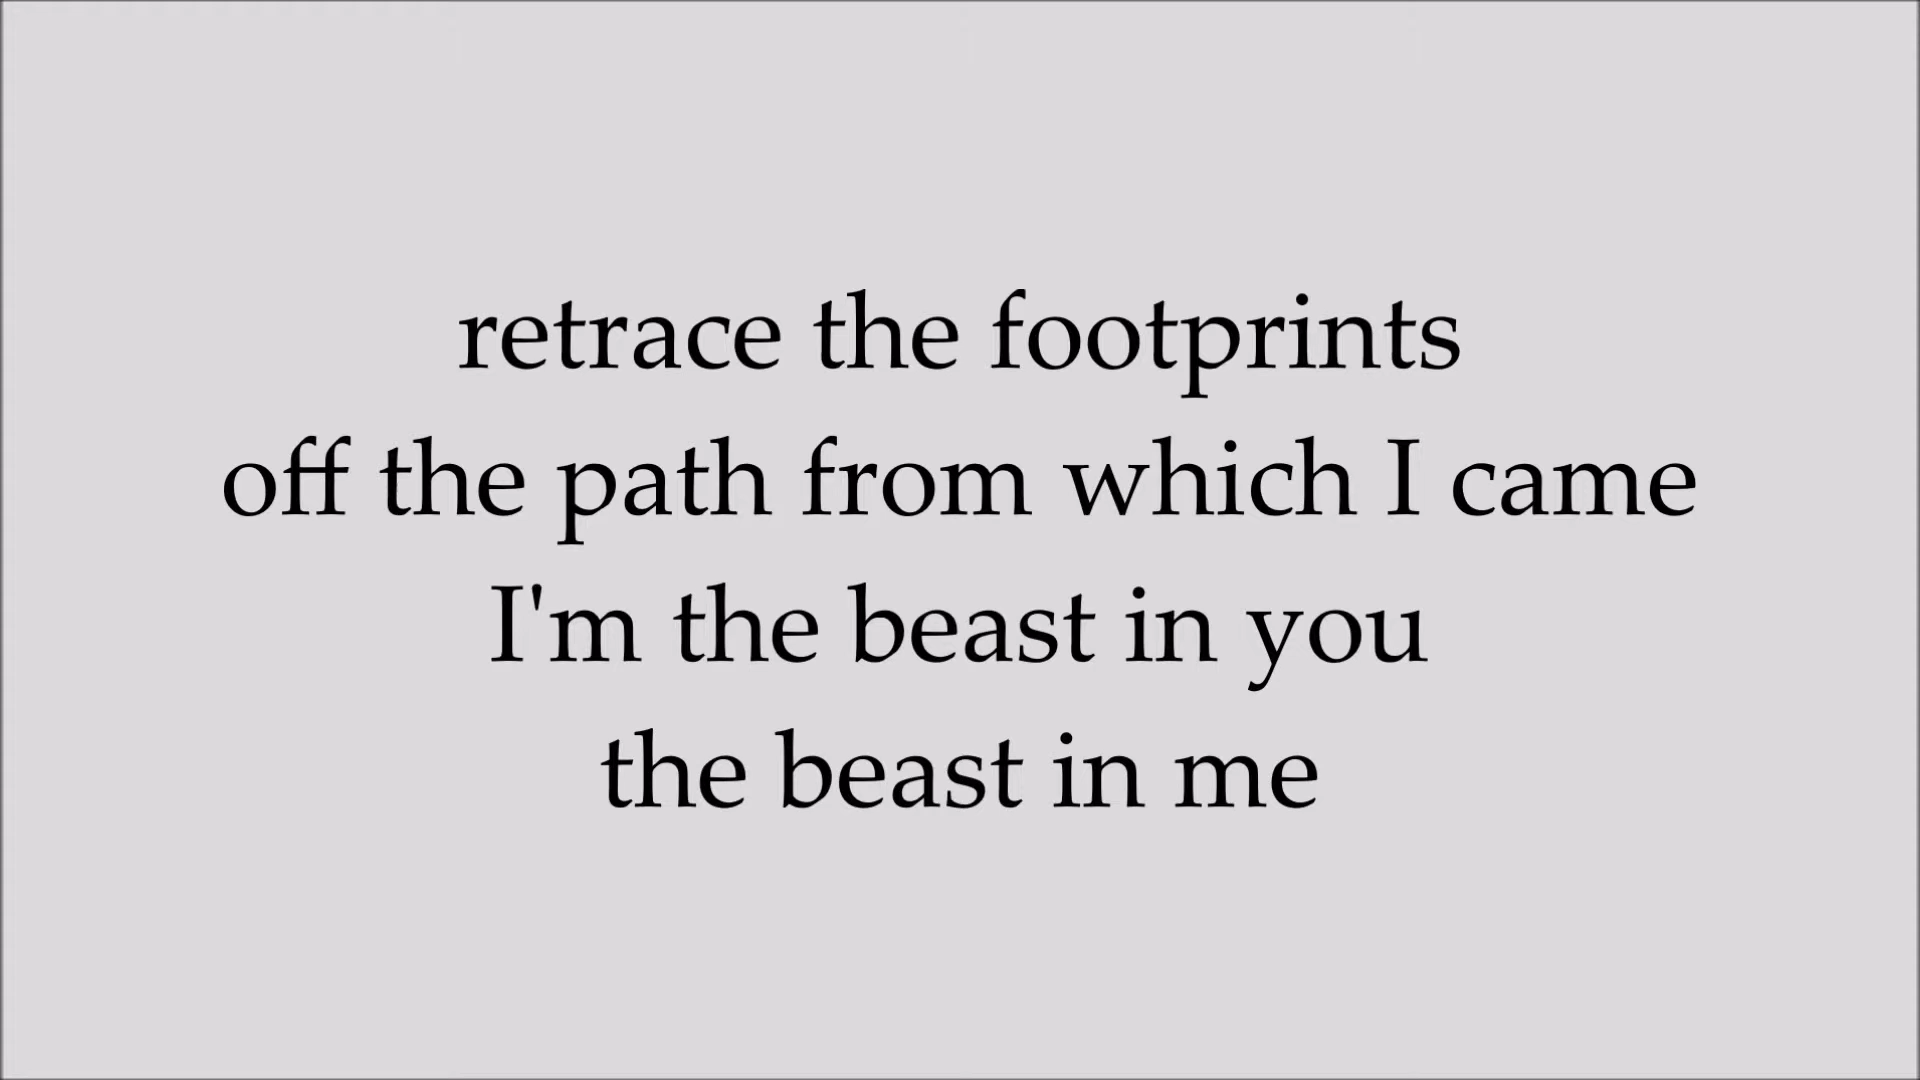 retrace the footprints
off the path from which I came
I'm the beast in you
the beast in me